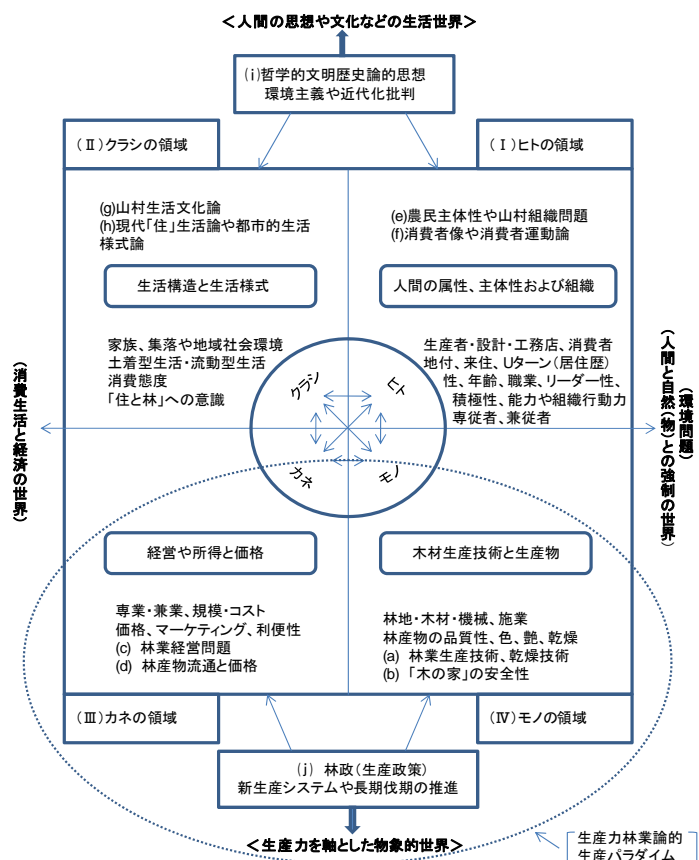 ＜人間の思想や文化などの生活世界＞
(ⅰ)哲学的文明歴史論的思想
環境主義や近代化批判
(Ⅱ)クラシの領域
(Ⅰ)ヒトの領域
(g)山村生活文化論
(h)現代「住」生活論や都市的生活
様式論
(e)農民主体性や山村組織問題
(f)消費者像や消費者運動論
生活構造と生活様式
人間の属性、主体性および組織
家族、集落や地域社会環境
土着型生活・流動型生活
消費態度
「住と林」への意識
生産者・設計・工務店、消費者
地付、来住、Uターン(居住歴)
性、年齢、職業、リーダー性、
積極性、能力や組織行動力
専従者、兼従者
クラシ
ヒト
カネ
モノ
(消費生活と経済の世界)
(環境問題)
(人間と自然(物)との強制の世界)
経営や所得と価格
木材生産技術と生産物
専業・兼業、規模・コスト
価格、マーケティング、利便性
(c) 林業経営問題
(d) 林産物流通と価格
林地・木材・機械、施業
林産物の品質性、色、艶、乾燥
(a) 林業生産技術、乾燥技術
(b) 「木の家」の安全性
(Ⅲ)カネの領域
(Ⅳ)モノの領域
(j) 林政(生産政策)
新生産システムや長期伐期の推進
＜生産力を軸とした物象的世界＞
生産力林業論的
生産パラダイム